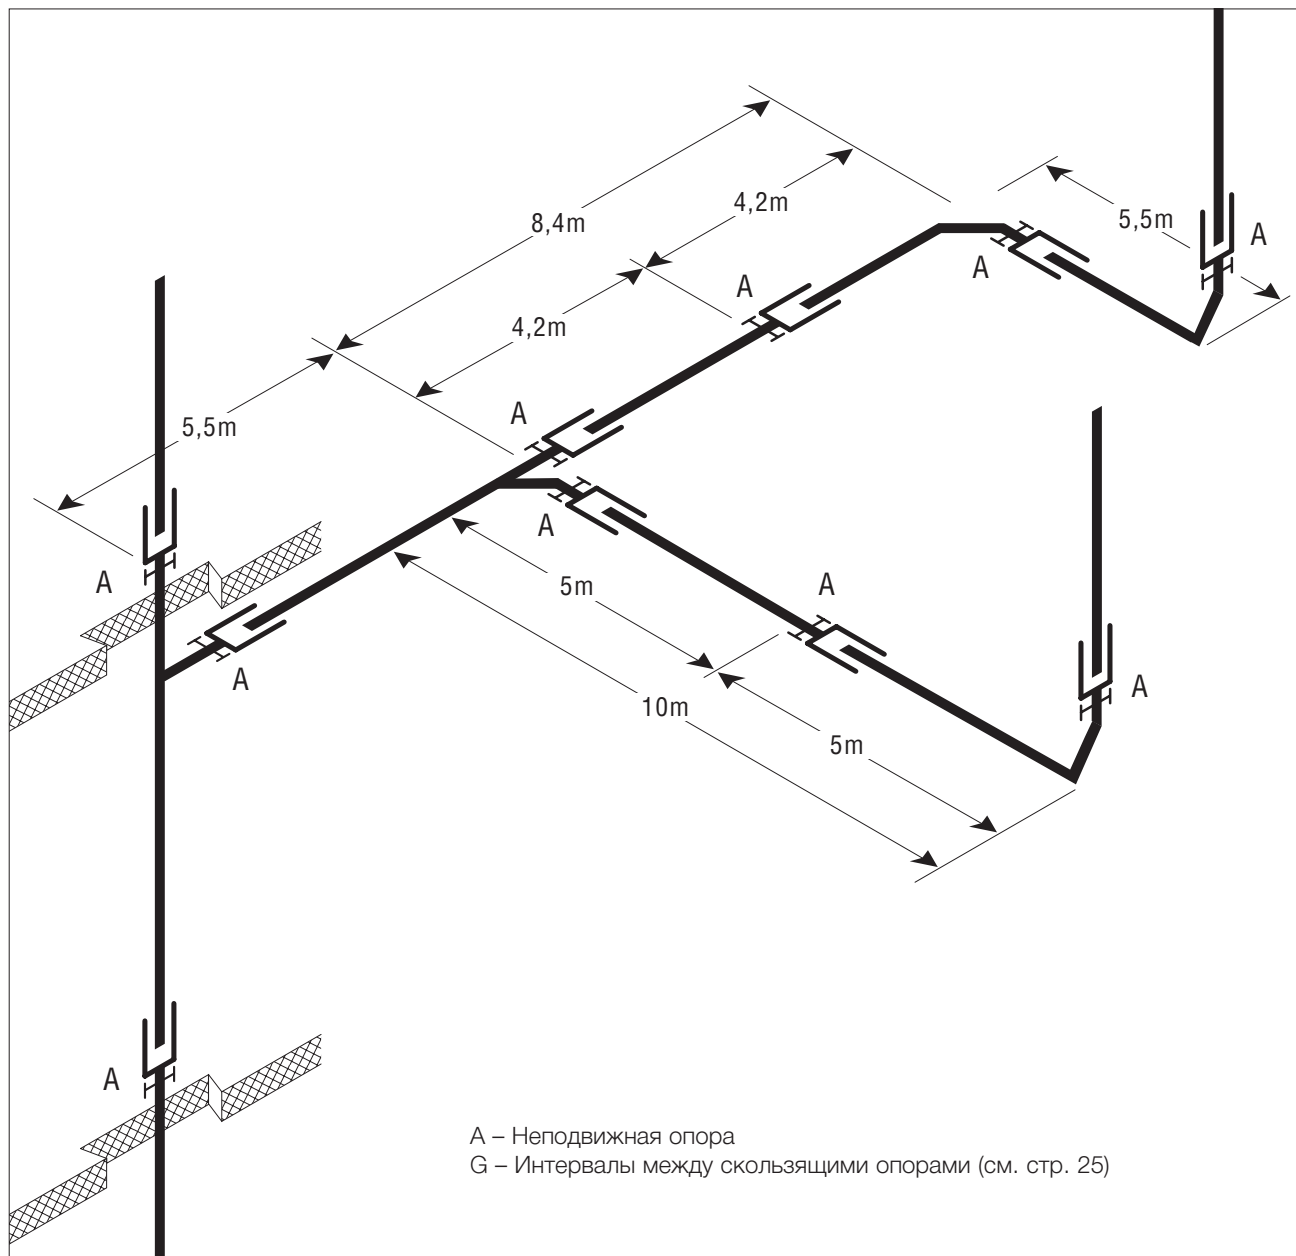 8,4m
4,2m
5,5m
A
A
A
4,2m
A
5,5m
A
A
5m
A
A
A
10m
5m
A
A – Неподвижная опора
G – Интервалы между скользящими опорами (см. стр. 25)